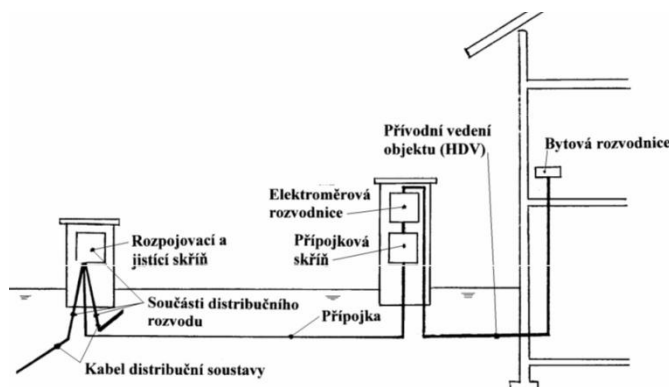 Přívodní vedení
objektu (HDV)
Bytová rozvodnice
Elektroměrová
rozvodnice
Rozpojovací a
jistící skříň
Přípojková
skříň
Součásti distribučního
rozvodu
Přípojka
Kabel distribuční soustavy